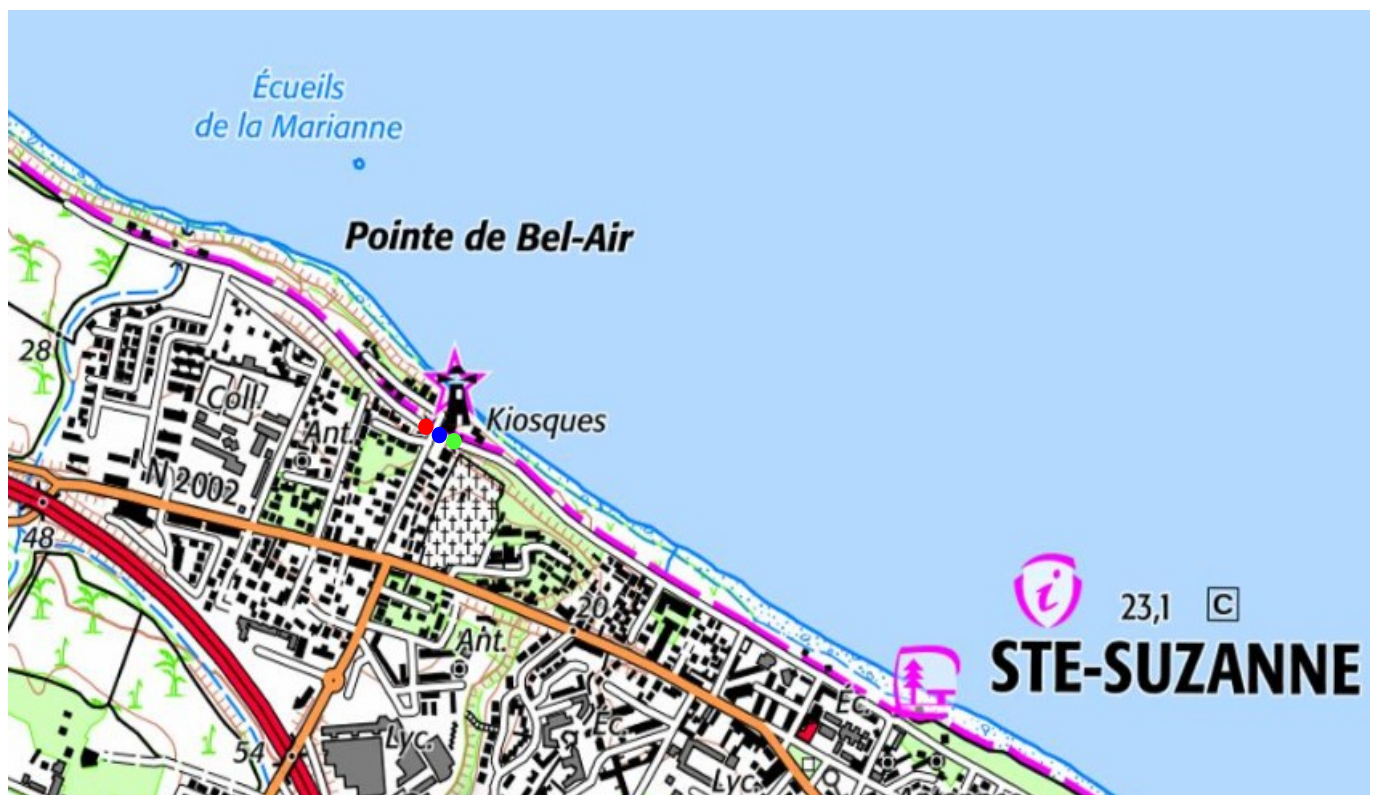 Écueils
de la Marianne
Pointe de Bel-Air
28
Coll.
Kiosques
Ant.
N 2002
48
20
i
23,1 C
Ant.
STE-SUZANNE
Éc.
Éc.
Lyc.
54
Lyc.